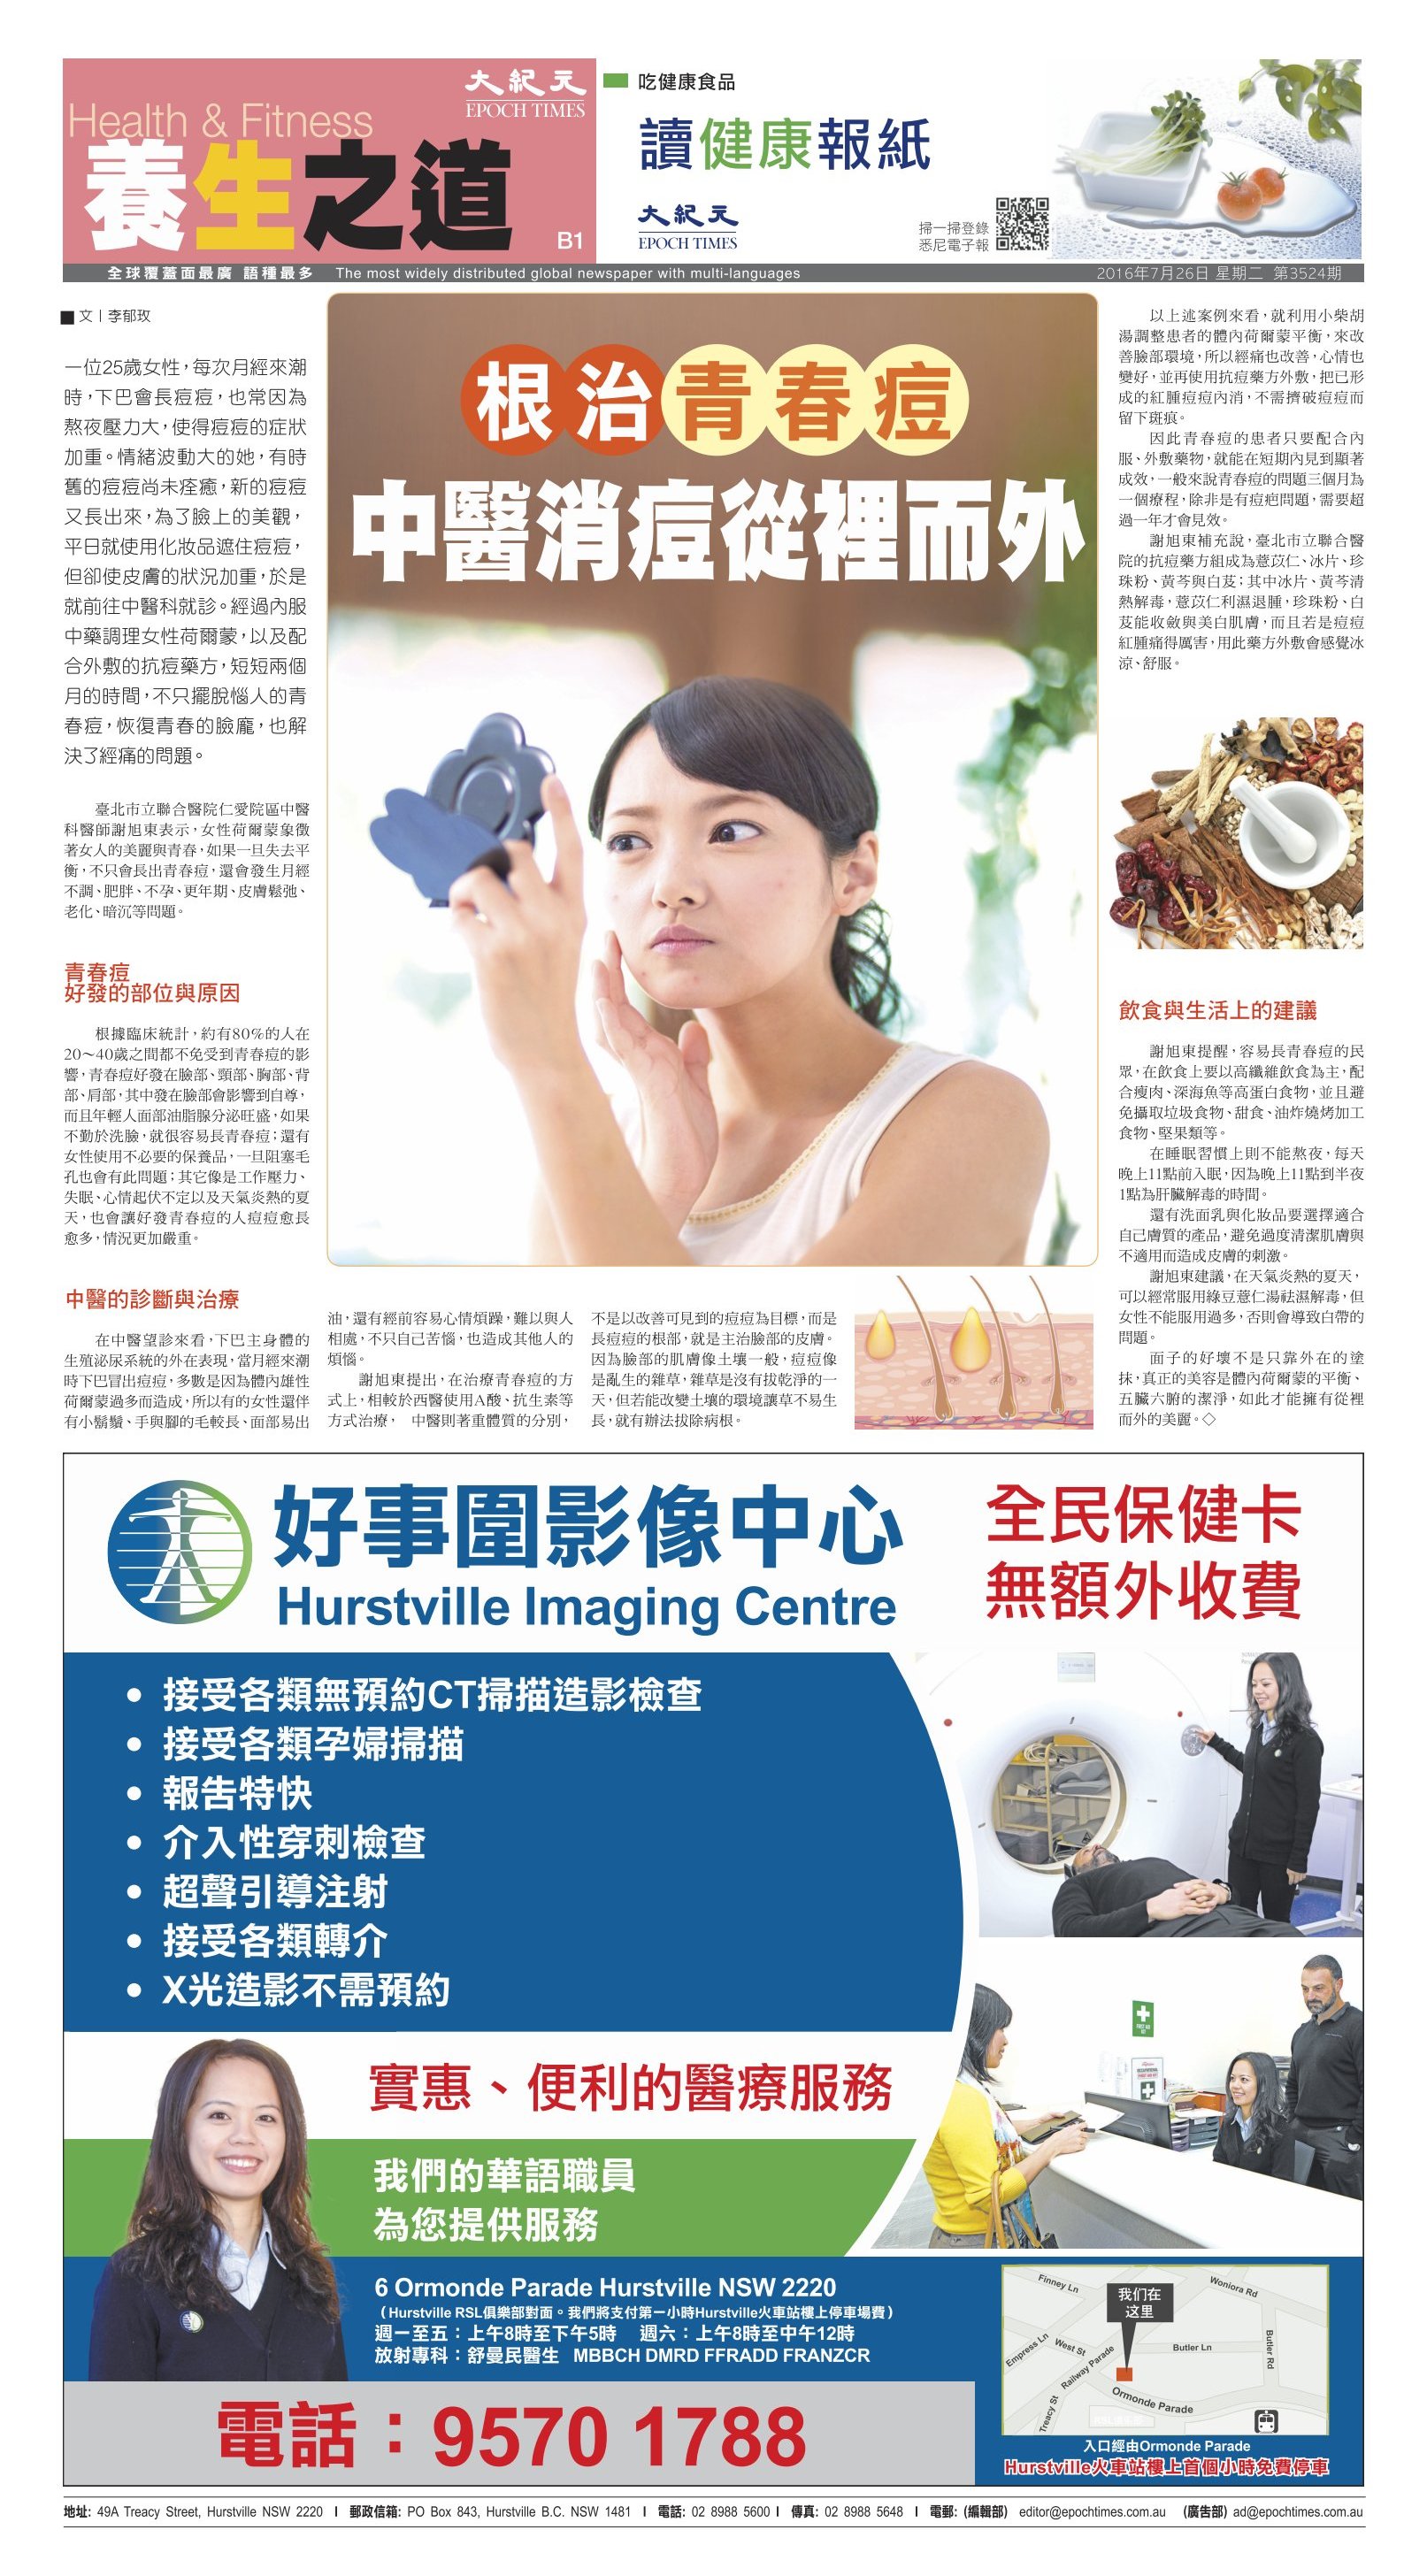 大紀元
EPOCH TIMES
Health & Fitness
養生之道
B1
吃健康食品
讀健康報紙
大紀元
EPOCH TIMES
掃一掃登錄
悉尼電子報
全球覆蓋面最廣 語種最多 The most widely distributed global newspaper with multi-languages
2016年7月26日 星期二 第3524期
文 | 李郁玫
根治青春痘
中醫消痘從裡而外
一位25歲女性，每次月經來潮
時，下巴會長痘痘，也常因為
熬夜壓力大，使得痘痘的症狀
加重。情緒波動大的她，有時
舊的痘痘尚未痊癒，新的痘痘
又長出來，為了臉上的美觀，
平日就使用化妝品遮住痘痘，
但卻使皮膚的狀況加重，於是
就前往中醫科就診。經過內服
中藥調理女性荷爾蒙，以及配
合外敷的抗痘藥方，短短兩個
月的時間，不只擺脫惱人的青
春痘，恢復青春的臉龐，也解
決了經痛的問題。
臺北市立聯合醫院仁愛院區中醫
科醫師謝旭東表示，女性荷爾蒙象徵
著女人的美麗與青春，如果一旦失去平
衡，不只會長出青春痘，還會發生月經
不調、肥胖、不孕、更年期、皮膚鬆弛、
老化、暗沉等問題。
青春痘
好發的部位與原因
根據臨床統計，約有80%的人在
20～40歲之間都不免受到青春痘的影
響，青春痘好發在臉部、頸部、胸部、背
部、肩部，其中發在臉部會影響到自尊，
而且年輕人面部油脂腺分泌旺盛，如果
不勤於洗臉，就很容易長青春痘；還有
女性使用不必要的保養品，一旦阻塞毛
孔也會有此問題；其它像是工作壓力、
失眠、心情起伏不定以及天氣炎熱的夏
天，也會讓好發青春痘的人痘痘愈長
愈多，情況更加嚴重。
中醫的診斷與治療
在中醫望診來看，下巴主身體的
生殖泌尿系統的外在表現，當月經來潮
時下巴冒出痘痘，多數是因為體內雄性
荷爾蒙過多而造成，所以有的女性還伴
有小鬍鬚、手與腳的毛較長、面部易出
油，還有經前容易心情煩躁，難以與人
相處，不只自己苦惱，也造成其他人的
煩惱。
謝旭東提出，在治療青春痘的方
式上，相較於西醫使用A酸、抗生素等
方式治療， 中醫則著重體質的分別，
不是以改善可見到的痘痘為目標，而是
長痘痘的根部，就是主治臉部的皮膚。
因為臉部的肌膚像土壤一般，痘痘像
是亂生的雜草，雜草是沒有拔乾淨的一
天，但若能改變土壤的環境讓草不易生
長，就有辦法拔除病根。
以上述案例來看，就利用小柴胡
湯調整患者的體內荷爾蒙平衡，來改
善臉部環境，所以經痛也改善，心情也
變好，並再使用抗痘藥方外敷，把已形
成的紅腫痘痘內消，不需擠破痘痘而
留下斑痕。
因此青春痘的患者只要配合內
服、外敷藥物，就能在短期內見到顯著
成效，一般來說青春痘的問題三個月為
一個療程，除非是有痘疤問題，需要超
過一年才會見效。
謝旭東補充說，臺北市立聯合醫
院的抗痘藥方組成為薏苡仁、冰片、珍
珠粉、黃芩與白芨；其中冰片、黃芩清
熱解毒，薏苡仁利濕退腫，珍珠粉、白
芨能收斂與美白肌膚，而且若是痘痘
紅腫痛得厲害，用此藥方外敷會感覺冰
涼、舒服。
飲食與生活上的建議
謝旭東提醒，容易長青春痘的民
眾，在飲食上要以高纖維飲食為主，配
合瘦肉、深海魚等高蛋白食物，並且避
免攝取垃圾食物、甜食、油炸燒烤加工
食物、堅果類等。
在睡眠習慣上則不能熬夜，每天
晚上11點前入眠，因為晚上11點到半夜
1點為肝臟解毒的時間。
還有洗面乳與化妝品要選擇適合
自己膚質的產品，避免過度清潔肌膚與
不適用而造成皮膚的刺激。
謝旭東建議，在天氣炎熱的夏天，
可以經常服用綠豆薏仁湯祛濕解毒，但
女性不能服用過多，否則會導致白帶的
問題。
面子的好壞不是只靠外在的塗
抹，真正的美容是體內荷爾蒙的平衡、
五臟六腑的潔淨，如此才能擁有從裡
而外的美麗。◇
好事圍影像中心
Hurstville Imaging Centre
全民保健卡
無額外收費
• 接受各類無預約CT掃描造影檢查
• 接受各類孕婦掃描
• 報告特快
• 介入性穿刺檢查
• 超聲引導注射
• 接受各類轉介
• X光造影不需預約
實惠、便利的醫療服務
我們的華語職員
為您提供服務
6 Ormonde Parade Hurstville NSW 2220
（Hurstville RSL俱樂部對面。我們將支付第一小時Hurstville火車站樓上停車場費）
週一至五：上午8時至下午5時 週六：上午8時至中午12時
放射專科：舒曼民醫生 MBBCH DMRD FFRADD FRANZCR
電話：9570 1788
Finney Ln
Woniora Rd
我们在
这里
Empress Ln
West St
Railway Parade
Butler Ln
Butler Rd
Treacy St
Ormonde Parade
入口經由Ormonde Parade
Hurstville火車站樓上首個小時免費停車
地址: 49A Treacy Street, Hurstville NSW 2220 I 郵政信箱: PO Box 843, Hurstville B.C. NSW 1481 I 電話: 02 8988 5600 I 傳真: 02 8988 5648 I 電郵: (編輯部) editor@epochtimes.com.au (廣告部) ad@epochtimes.com.au